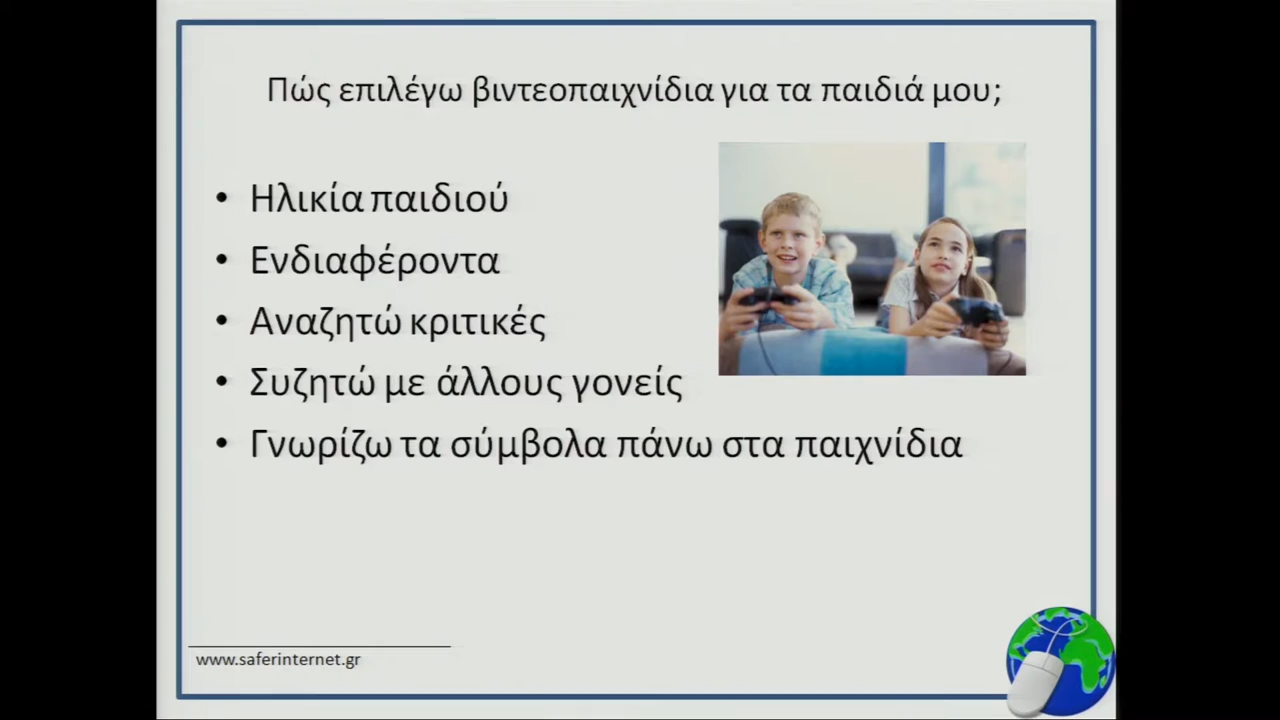 Πώς επιλέγω βιντεοπαιχνίδια για τα παιδιά μου;
• Ηλικία παιδιού
• Ενδιαφέροντα
• Αναζητώ κριτικές
• Συζητώ με άλλους γονείς
• Γνωρίζω τα σύμβολα πάνω στα παιχνίδια
www.saferinternet.gr